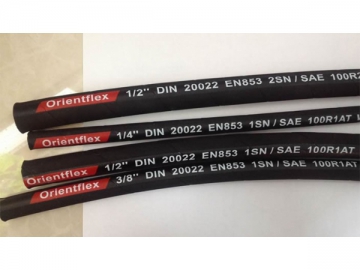 Orientflex 1/2" DIN 20022 EN853 2SN/SAE 100R2
Orientflex 1/4" DIN 20022 EN853 1SN/SAE 100R1AT
Orientflex 1/2" DIN 20022 EN853 1SN/SAE 100R1AT
Orientflex 3/8" DIN 20022 EN853 1SN/SAE 100R1AT